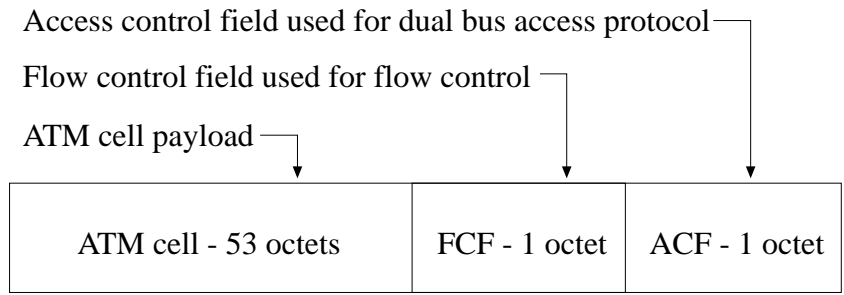 Access control field used for dual bus access protocol
Flow control field used for flow control
ATM cell payload
ATM cell - 53 octets
FCF - 1 octet
ACF - 1 octet